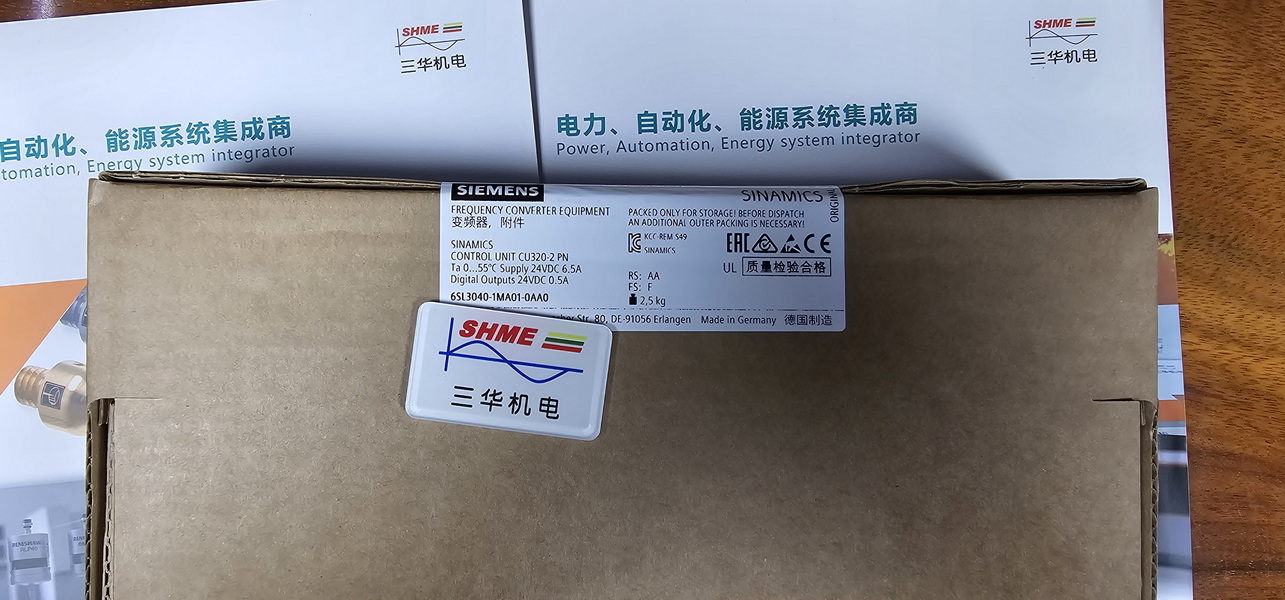 SHME
三华机电
SHME
三华机电
自动化、能源系统集成商
tomation, Energy system integrator
电力、自动化、能源系统集成商
Power, Automation, Energy system integrator
SIEMENS
SINAMICS
FREQUENCY CONVERTER EQUIPMENT
变频器，附件
PACKED ONLY FOR STORAGE! BEFORE DISPATCH
AN ADDITIONAL OUTER PACKING IS NECESSARY!
SINAMICS
CONTROL UNIT CU320-2 PN
Ta 0...55°C Supply 24VDC 6.5A
Digital Outputs 24VDC 0.5A
6SL3040-1MA01-0AA0
KCC-REM S49
SINAMICS
EAC
CE
UL 质量检验合格
RS: AA
FS: F
2,5 kg
Str. 80, DE-91056 Erlangen Made in Germany 德国制造
SHME
三华机电
RENISHAW